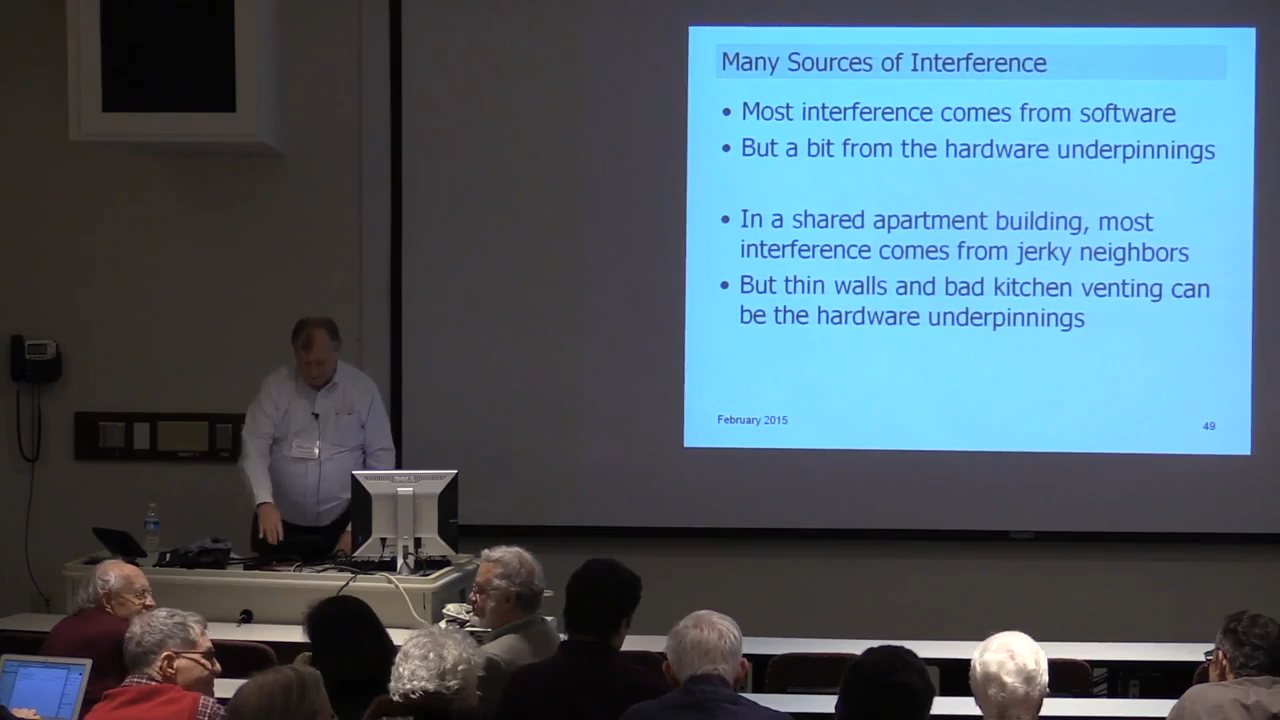 Many Sources of Interference
• Most interference comes from software
• But a bit from the hardware underpinnings
• In a shared apartment building, most
interference comes from jerky neighbors
• But thin walls and bad kitchen venting can
be the hardware underpinnings
February 2015
49